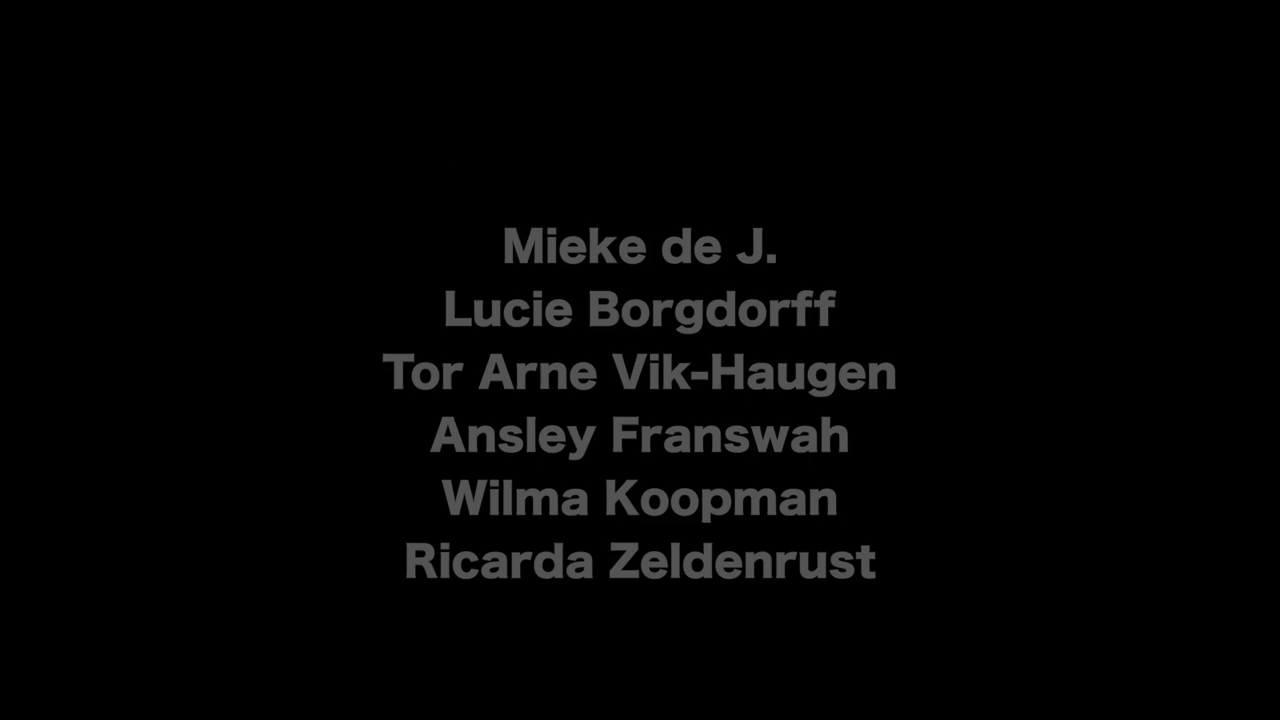 Mieke de J.
Lucie Borgdorff
Tor Arne Vik-Haugen
Ansley Franswah
Wilma Koopman
Ricarda Zeldenrust